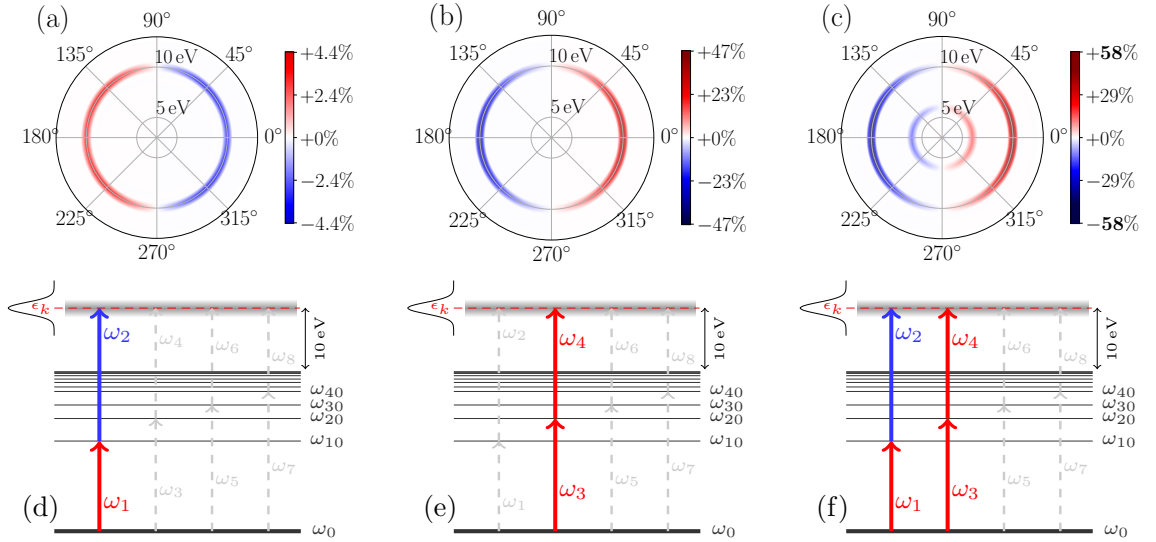 (a)
90°
135°
45°
10 eV
5 eV
180°
0°
225°
315°
270°
+4.4%
+2.4%
+0%
−2.4%
−4.4%
(b)
90°
135°
45°
10 eV
5 eV
180°
0°
225°
315°
270°
+47%
+23%
+0%
−23%
−47%
(c)
90°
135°
45°
10 eV
5 eV
180°
0°
225°
315°
270°
+58%
+29%
+0%
−29%
−58%
ϵk
ω2
ω4
ω6
ω8
10 eV
ω40
ω30
ω20
ω10
ω1
ω3
ω5
ω7
(d)
ω0
ϵk
ω2
ω4
ω6
ω8
10 eV
ω40
ω30
ω20
ω10
ω1
ω3
ω5
ω7
(e)
ω0
ϵk
ω2
ω4
ω6
ω8
10 eV
ω40
ω30
ω20
ω10
ω1
ω3
ω5
ω7
(f)
ω0